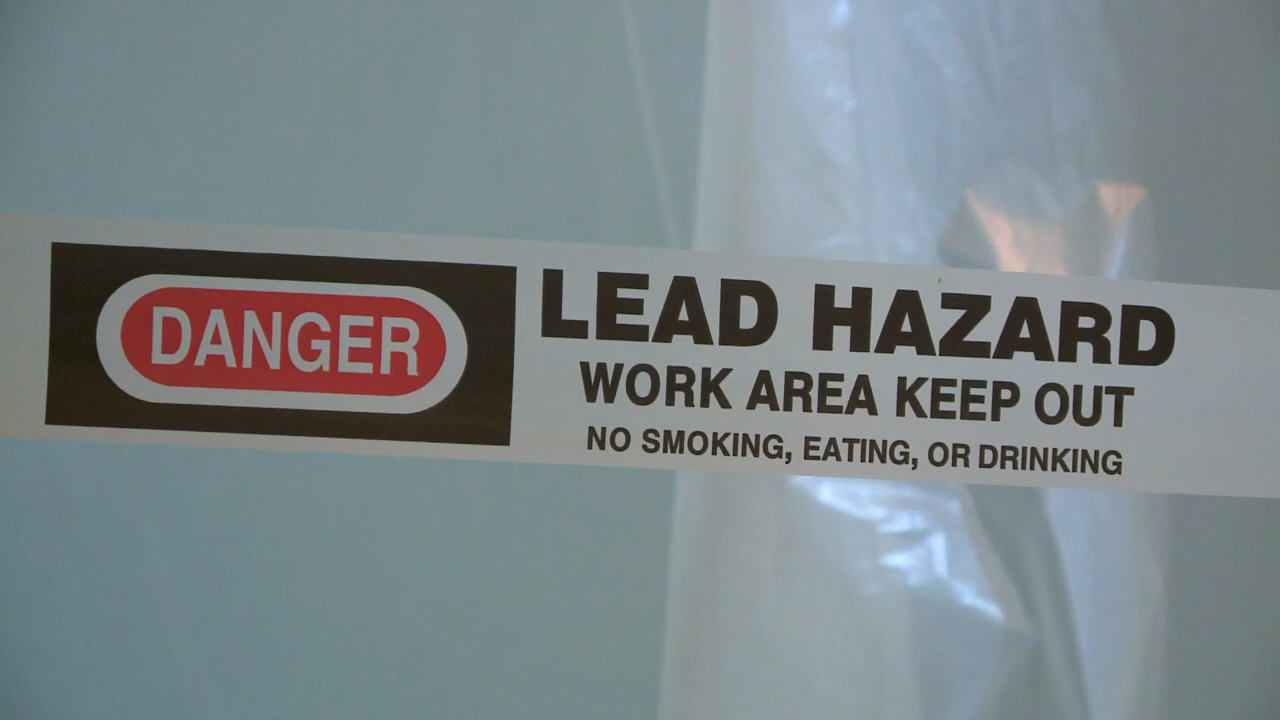 DANGER
LEAD HAZARD
WORK AREA KEEP OUT
NO SMOKING, EATING, OR DRINKING